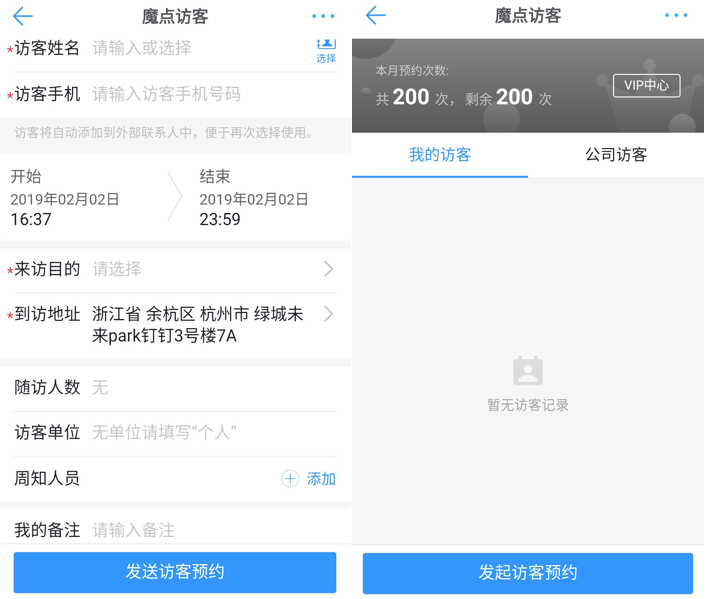 魔点访客
*访客姓名 请输入或选择
选择
*访客手机 请输入访客手机号码
访客将自动添加到外部联系人中，便于再次选择使用。
开始
2019年02月02日
16:37
结束
2019年02月02日
23:59
*来访目的 请选择
*到访地址 浙江省 余杭区 杭州市 绿城未
来park钉钉3号楼7A
随访人数 无
访客单位 无单位请填写“个人”
周知人员 添加
我的备注 请输入备注
发送访客预约
魔点访客
本月预约次数:
共 200 次， 剩余 200 次
VIP中心
我的访客 公司访客
暂无访客记录
发起访客预约